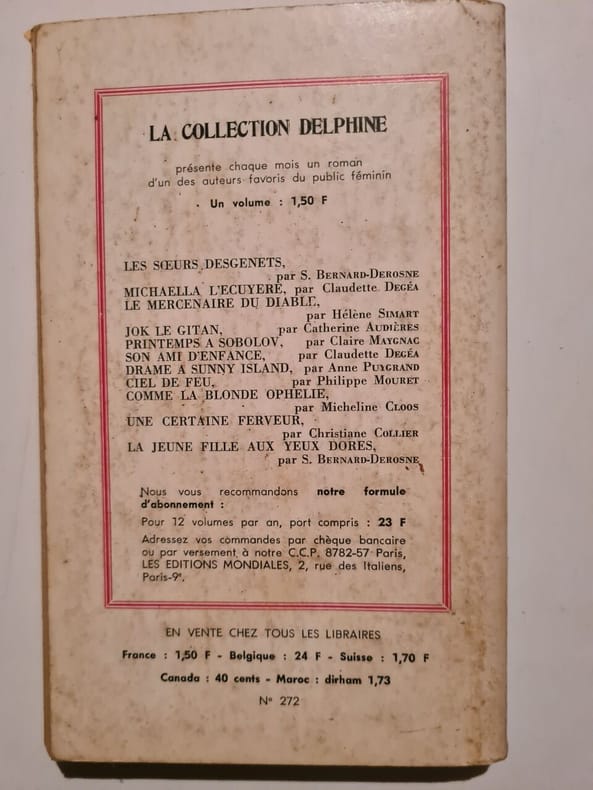 LA COLLECTION DELPHINE
présente chaque mois un roman
d'un des auteurs favoris du public féminin
Un volume : 1,50 F
LES SŒURS DESGENETS,
par S. BERNARD-DEROSNE
MICHAELLA L'ECUYERE, par Claudette DEGÉA
LE MERCENAIRE DU DIABLE,
par Hélène SIMART
JOK LE GITAN, par Catherine AUDIÈRES
PRINTEMPS A SOBOLOV, par Claire MAYGNAC
SON AMI D'ENFANCE, par Claudette DEGÉA
DRAME A SUNNY ISLAND, par Anne PUYGRAND
CIEL DE FEU, par Philippe MOURET
COMME LA BLONDE OPHELIE,
par Micheline CLOOS
UNE CERTAINE FERVEUR,
par Christiane COLLIER
LA JEUNE FILLE AUX YEUX DORES,
par S. BERNARD-DEROSNE
Nous vous recommandons notre formule
d'abonnement :
Pour 12 volumes par an, port compris : 23 F
Adressez vos commandes par chèque bancaire
ou par versement à notre C.C.P. 8782-57 Paris,
LES EDITIONS MONDIALES, 2, rue des Italiens,
Paris-9e.
EN VENTE CHEZ TOUS LES LIBRAIRES
France : 1,50 F - Belgique : 24 F - Suisse : 1,70 F
Canada : 40 cents - Maroc : dirham 1,73
N° 272